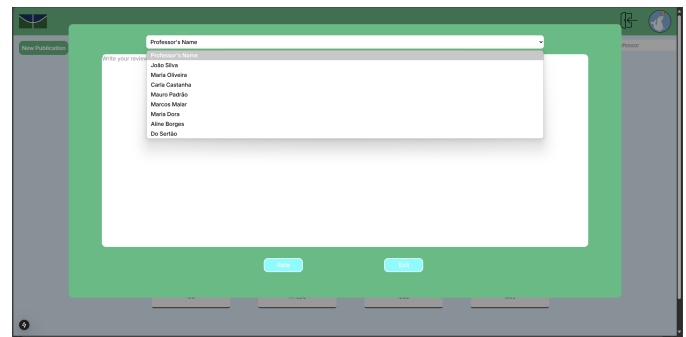 Professor's Name
New Publication
Professor's Name
Write your review
João Silva
Maria Oliveira
Carla Castanha
Mauro Padrão
Marcos Maiar
Maria Dora
Aline Borges
Do Sertão
Exit